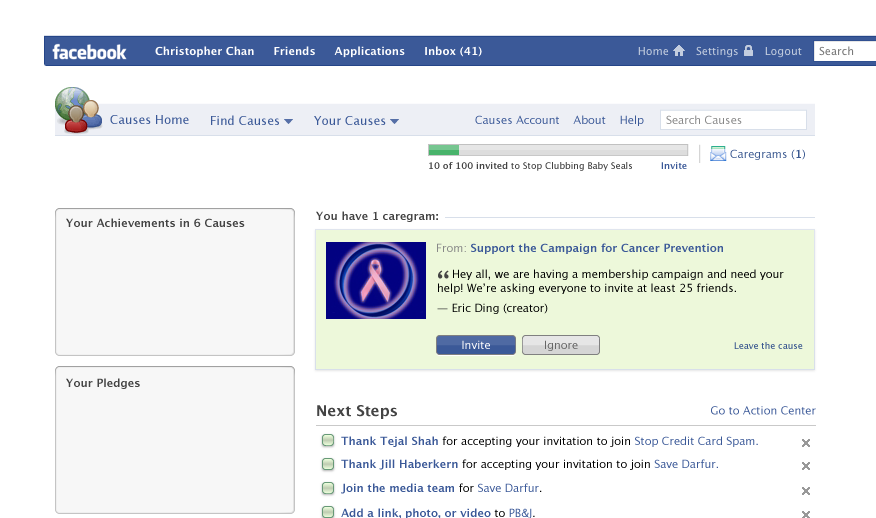 facebook Christopher Chan Friends Applications Inbox (41) Home Settings Logout Search
Causes Home Find Causes Your Causes Causes Account About Help Search Causes
10 of 100 invited to Stop Clubbing Baby Seals Invite Caregrams (1)
Your Achievements in 6 Causes
Your Pledges
You have 1 caregram:
From: Support the Campaign for Cancer Prevention
“ Hey all, we are having a membership campaign and need your
help! We’re asking everyone to invite at least 25 friends.
— Eric Ding (creator)
Invite Ignore Leave the cause
Next Steps Go to Action Center
Thank Tejal Shah for accepting your invitation to join Stop Credit Card Spam.
Thank Jill Haberkern for accepting your invitation to join Save Darfur.
Join the media team for Save Darfur.
Add a link, photo, or video to PB&J.